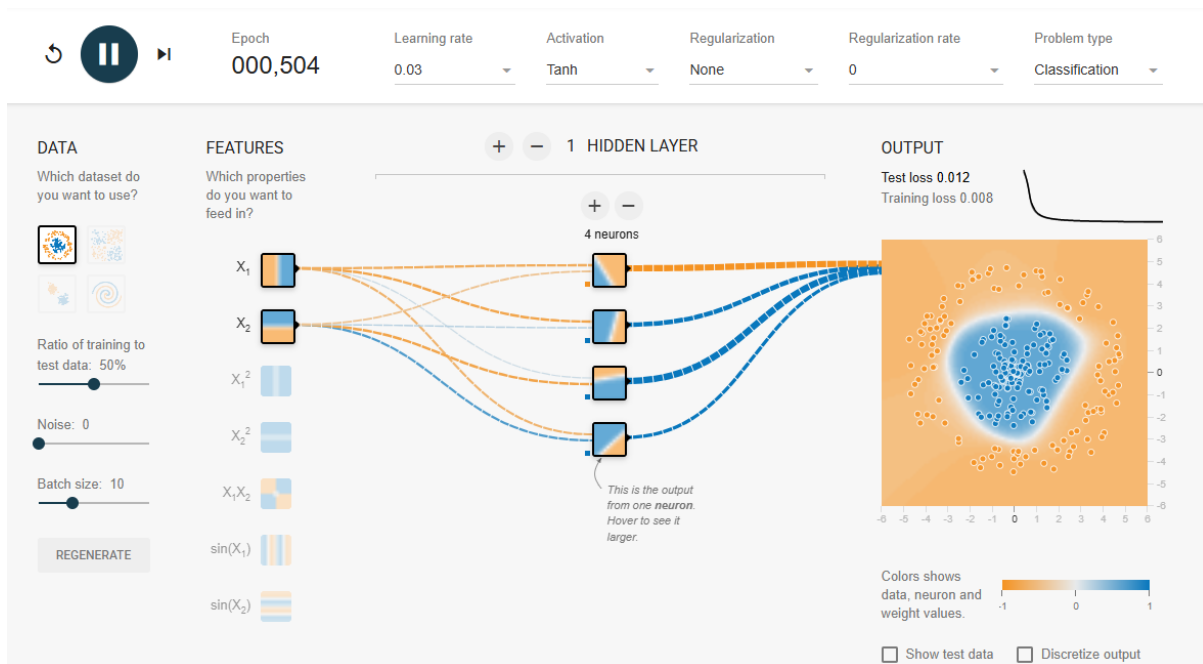 Epoch
000,504
Learning rate
0.03
Activation
Tanh
Regularization
None
Regularization rate
0
Problem type
Classification
DATA
Which dataset do
you want to use?
Ratio of training to
test data: 50%
Noise: 0
Batch size: 10
REGENERATE
FEATURES
Which properties
do you want to
feed in?
X₁
X₂
X₁²
X₂²
X₁X₂
sin(X₁)
sin(X₂)
+ − 1 HIDDEN LAYER
+ −
4 neurons
This is the output
from one neuron.
Hover to see it
larger.
OUTPUT
Test loss 0.012
Training loss 0.008
6
5
4
3
2
1
0
-1
-2
-3
-4
-5
-6
-6 -5 -4 -3 -2 -1 0 1 2 3 4 5 6
Colors shows
data, neuron and
weight values.
-1 0 1
Show test data
Discretize output